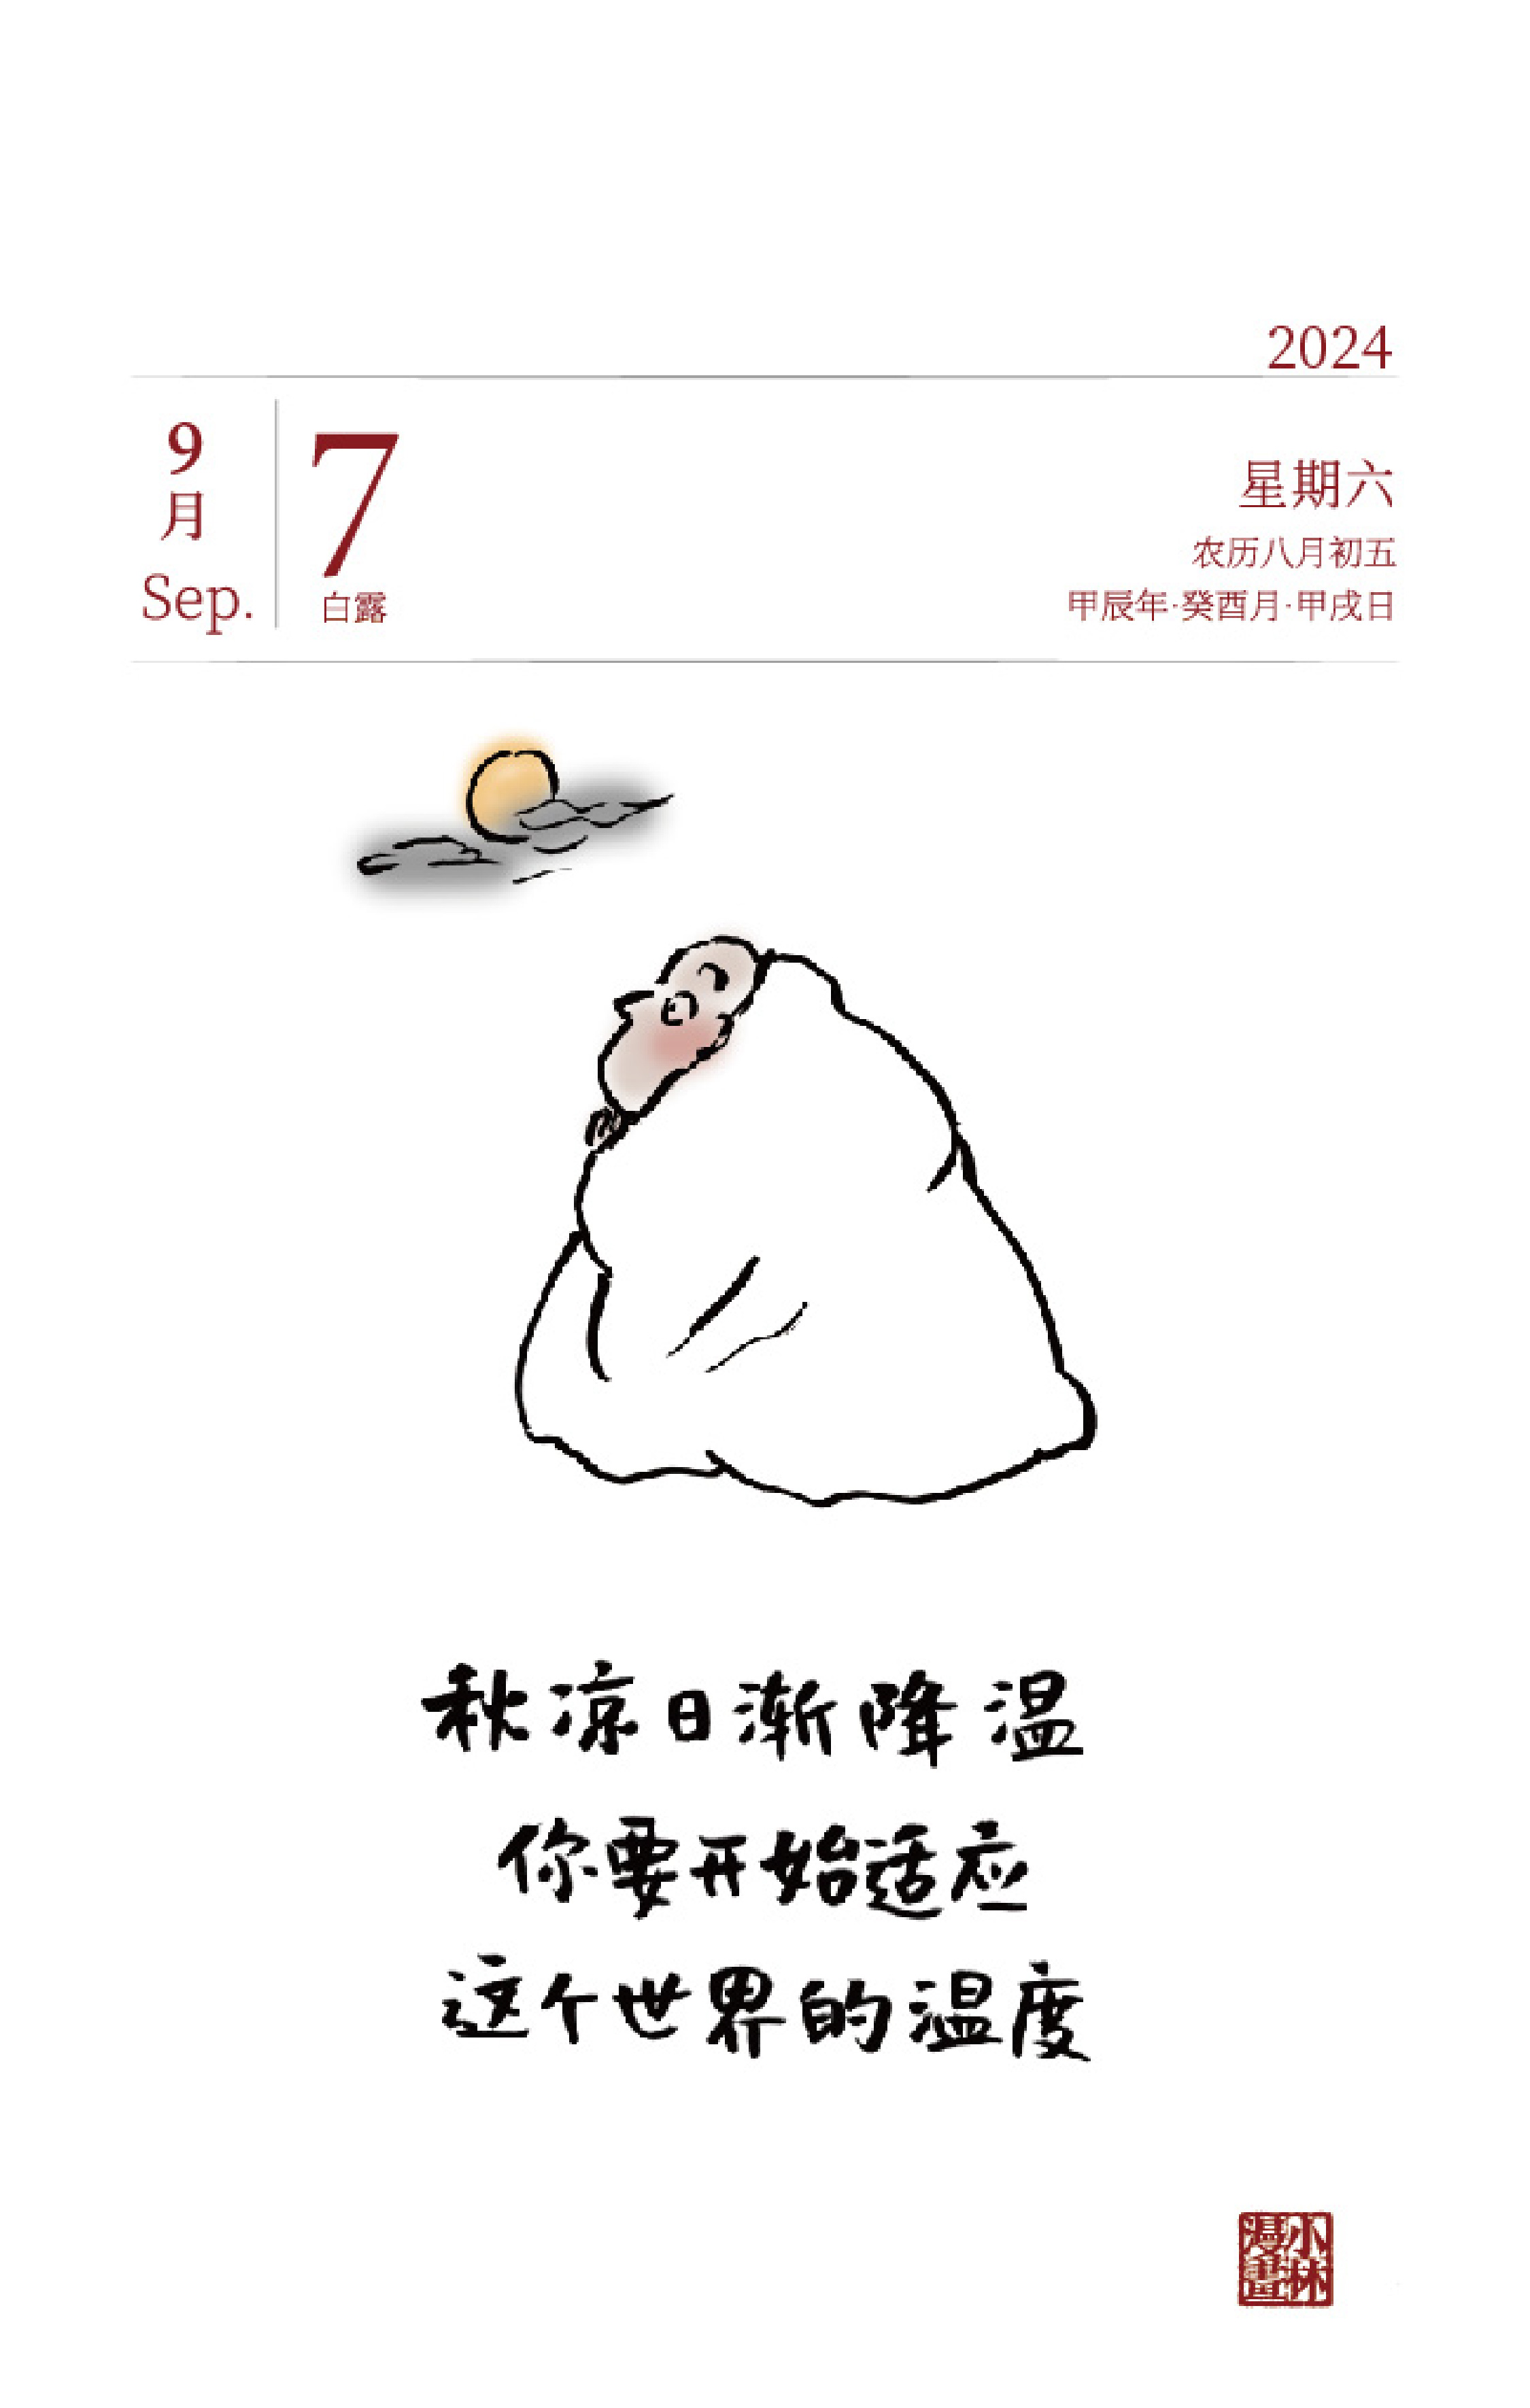 2024
9
月
Sep.
7
白露
星期六
农历八月初五
甲辰年·癸酉月·甲戌日
秋凉日渐降温
你要开始适应
这个世界的温度
小林
漫畫